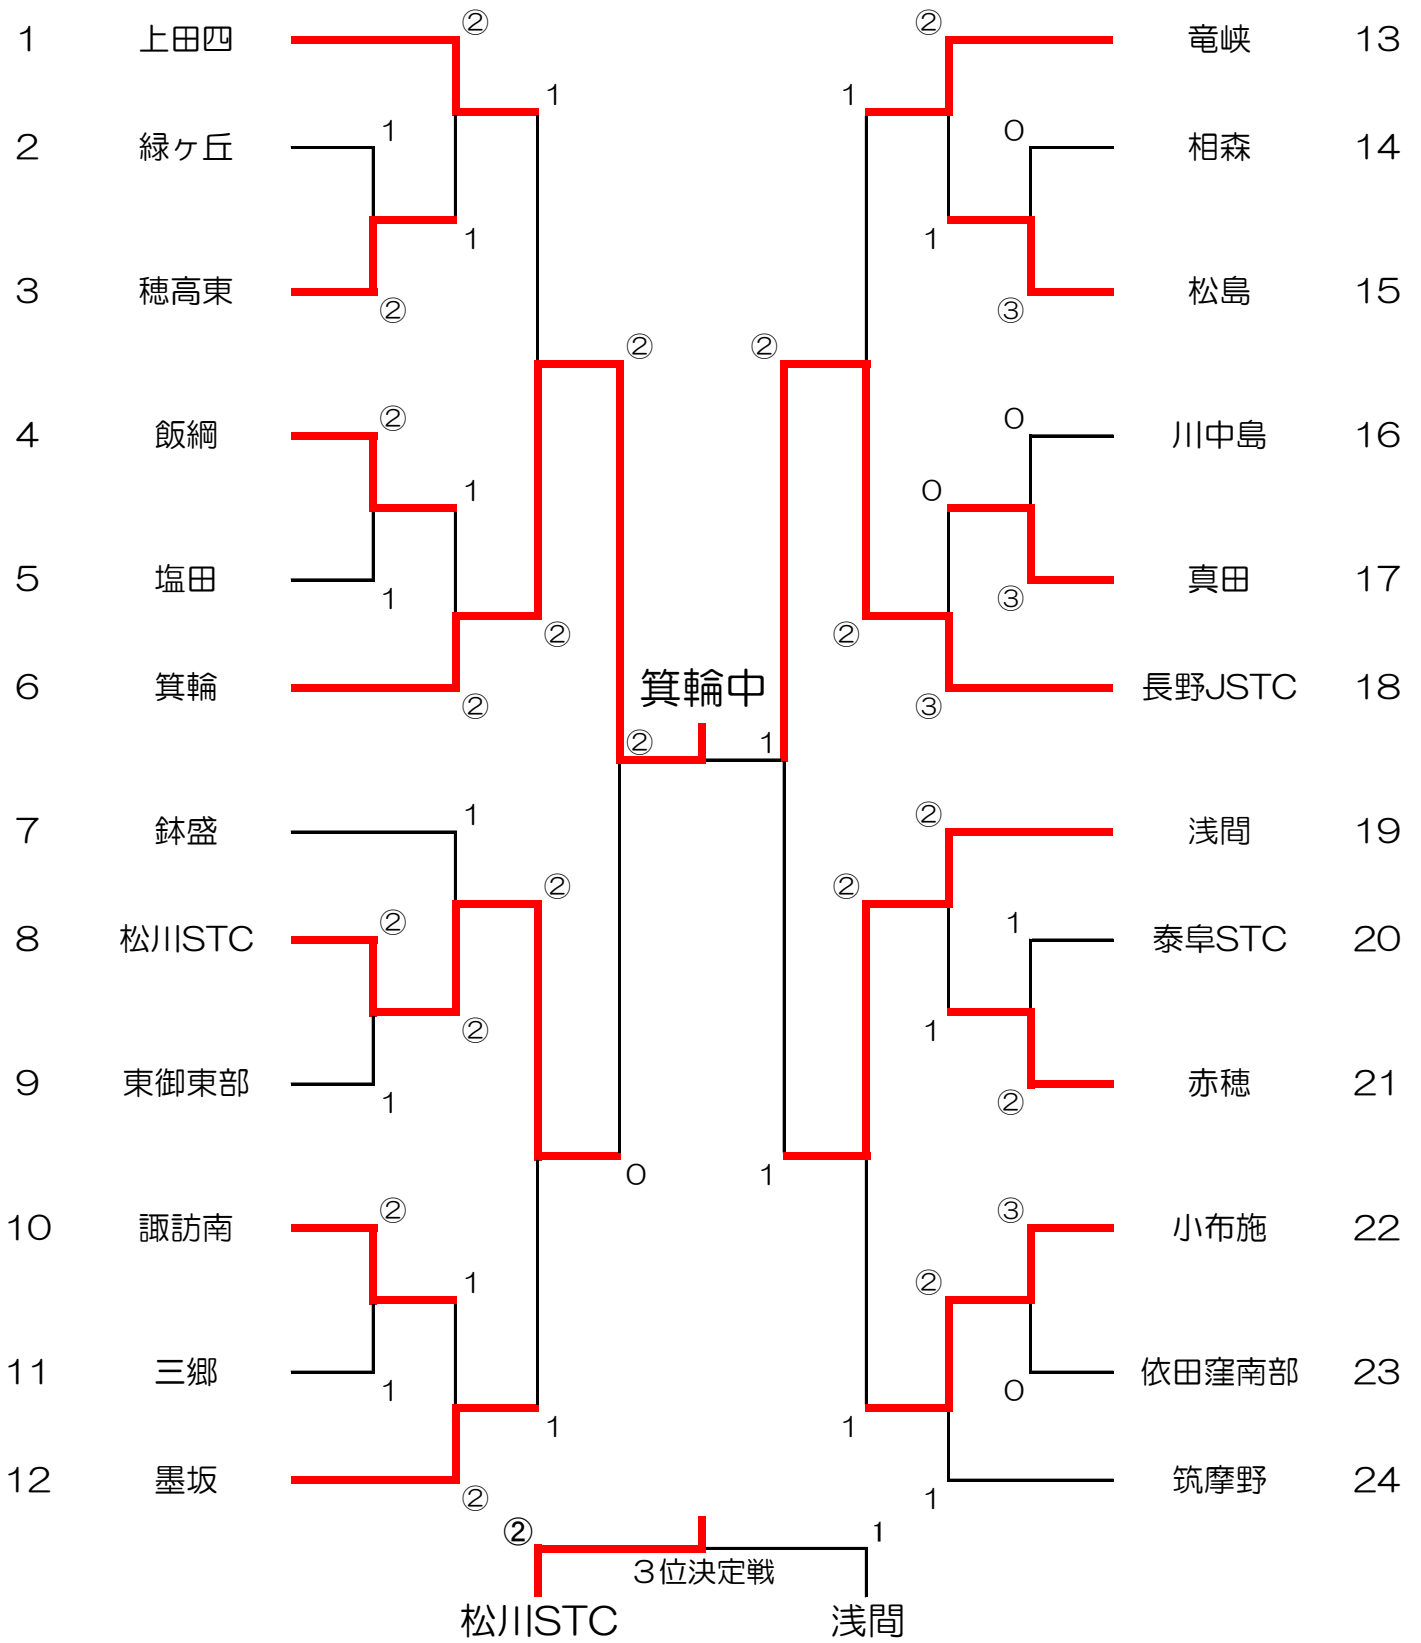 1 上田四 ② ② 竜峡 13
1 1
2 緑ヶ丘 1 0 相森 14
1 1
3 穂高東 ② ③ 松島 15
② ②
4 飯綱 ② 0 川中島 16
1 0
5 塩田 1 ③ 真田 17
② ②
6 箕輪 ② 箕輪中 ③ 長野JSTC 18
② 1
7 鉢盛 1 ② 浅間 19
② ②
8 松川STC ② 1 泰阜STC 20
② 1
9 東御東部 1 ② 赤穂 21
0 1
10 諏訪南 ② ③ 小布施 22
1 ②
11 三郷 1 0 依田窪南部 23
1 1
12 墨坂 ② 1 筑摩野 24
② 1
3位決定戦
松川STC 浅間